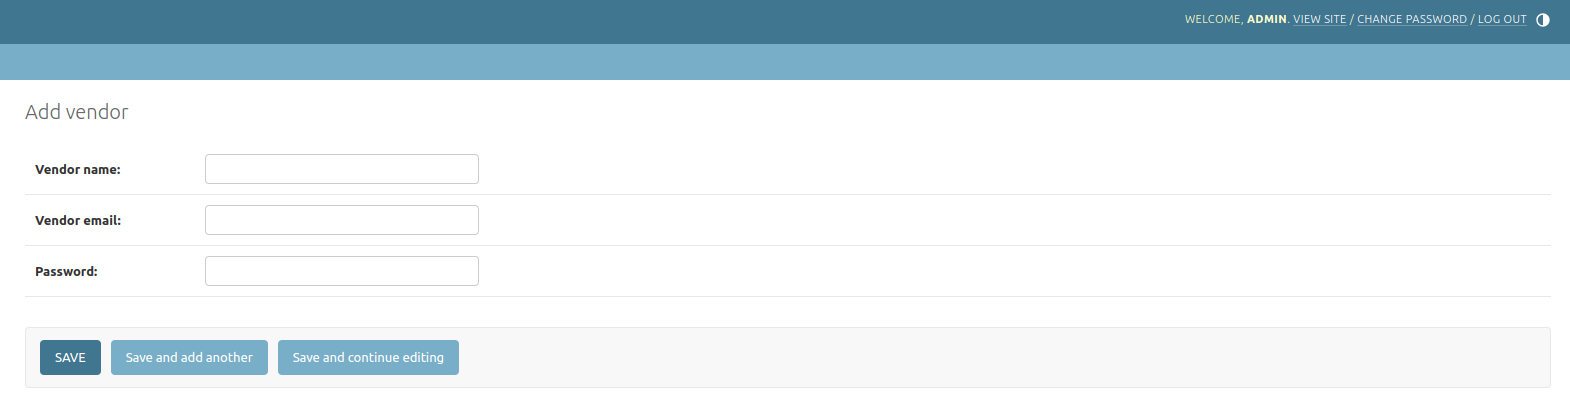 WELCOME, ADMIN. VIEW SITE / CHANGE PASSWORD / LOG OUT
Add vendor
Vendor name:
Vendor email:
Password:
SAVE Save and add another Save and continue editing